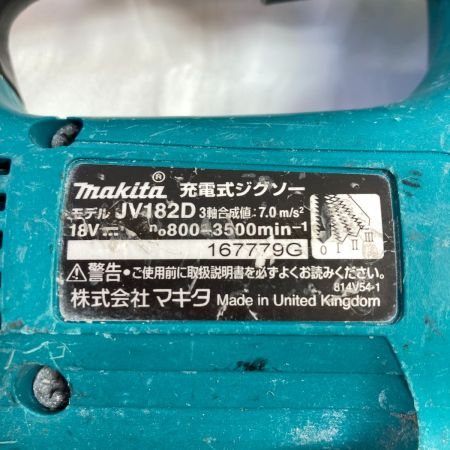 makita® 充電式ジグソー
モデル JV182D 3軸合成値:7.0 m/s²
18V⎓ n₀800-3500min⁻¹
167779G
0 I II III
⚠警告・ご使用前に取扱説明書を必ずよくお読みください。
814V54-1
株式会社 マキタ Made in United Kingdom